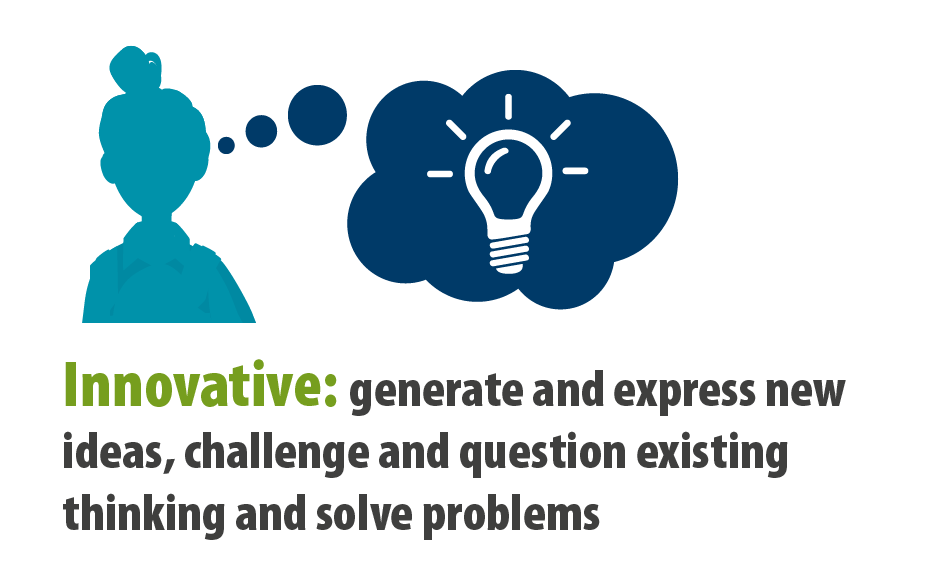 Innovative: generate and express new
ideas, challenge and question existing
thinking and solve problems